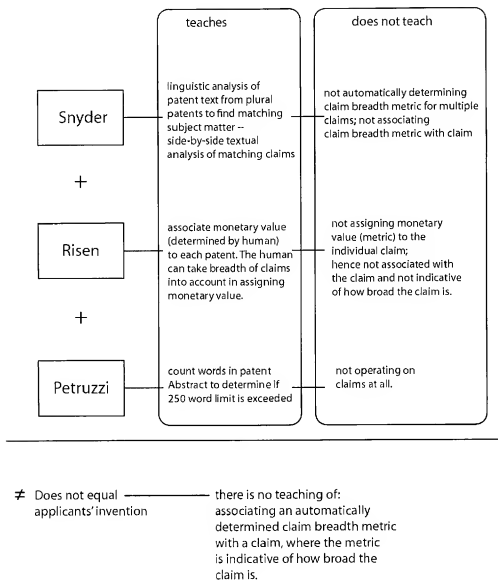 teaches
does not teach
Snyder
linguistic analysis of
patent text from plural
patents to find matching
subject matter --
side-by-side textual
analysis of matching claims
not automatically determining
claim breadth metric for multiple
claims; not associating
claim breadth metric with claim
+
Risen
associate monetary value
(determined by human)
to each patent. The human
can take breadth of claims
into account in assigning
monetary value.
not assigning monetary
value (metric) to the
individual claim;
hence not associated with
the claim and not indicative
of how broad the claim is.
+
Petruzzi
count words in patent
Abstract to determine if
250 word limit is exceeded
not operating on
claims at all.
≠ Does not equal
applicants' invention
there is no teaching of:
associating an automatically
determined claim breadth metric
with a claim, where the metric
is indicative of how broad the
claim is.